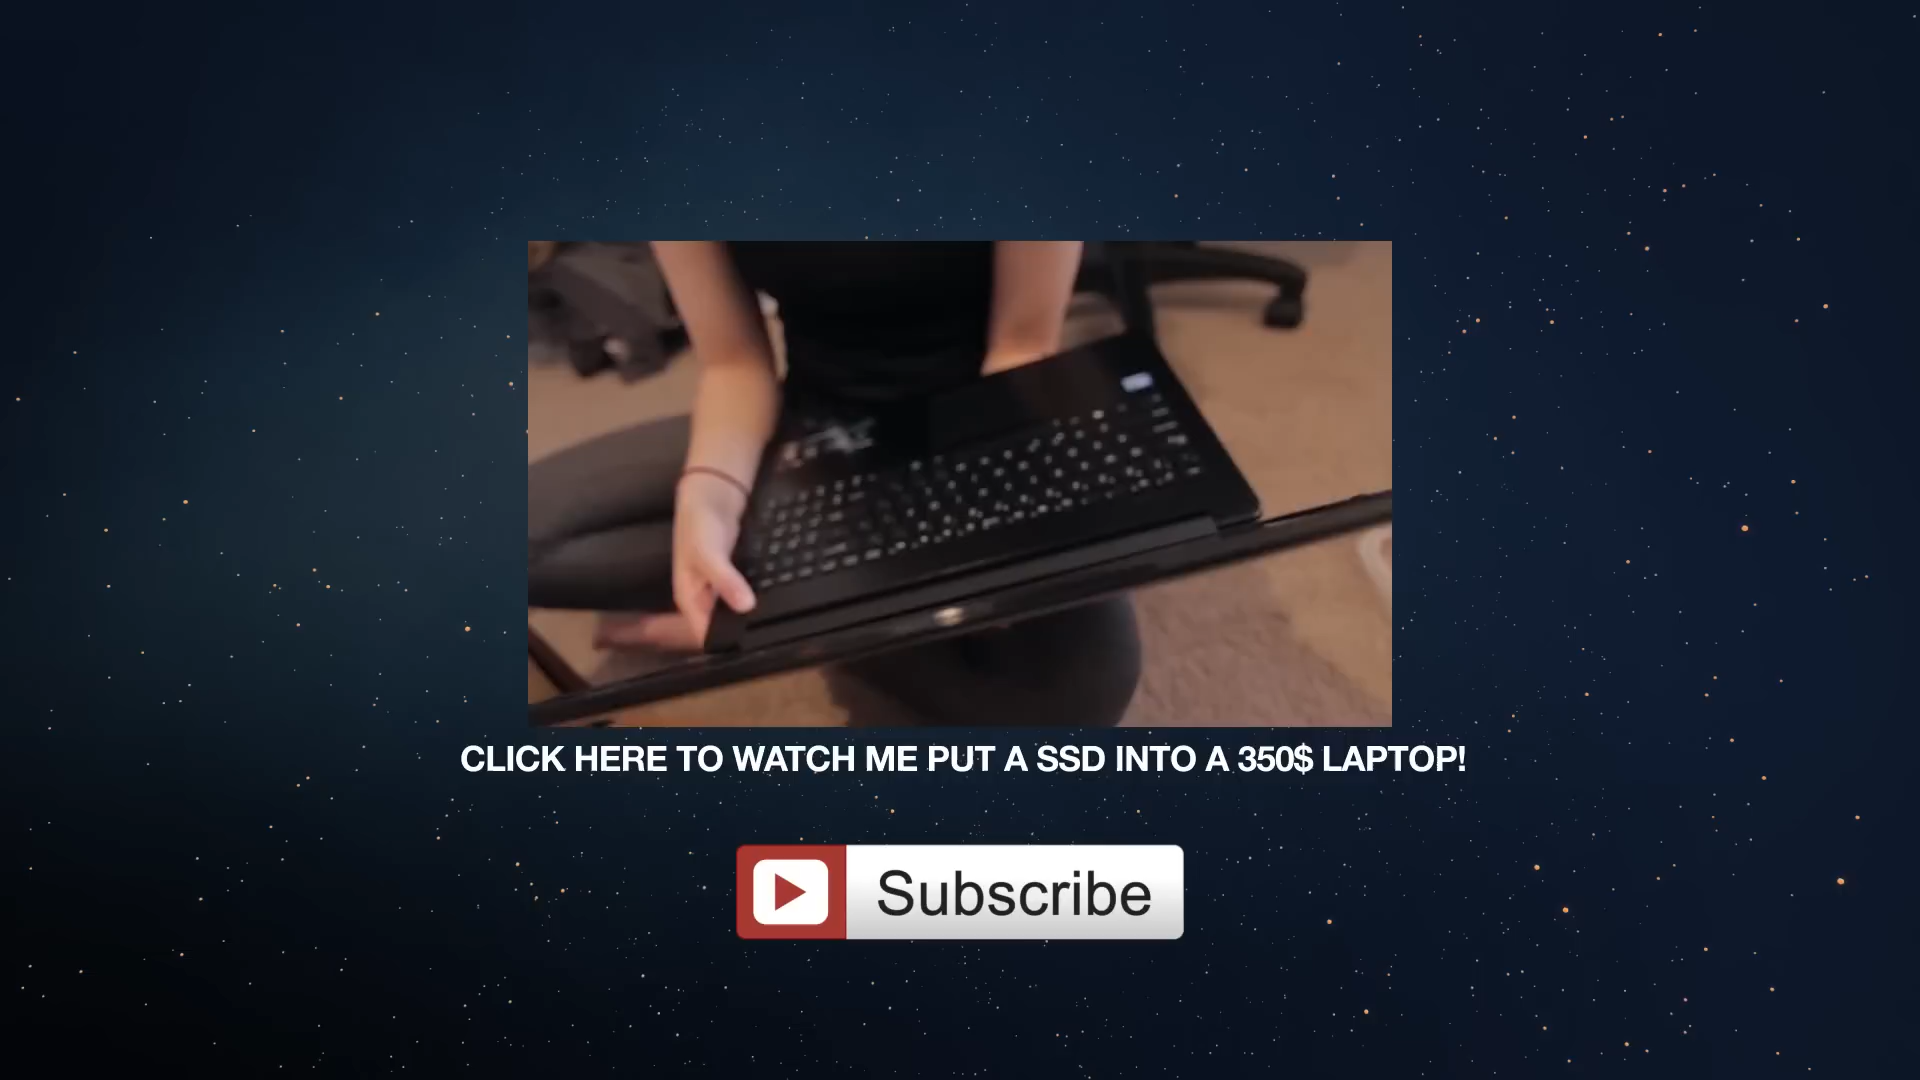 CLICK HERE TO WATCH ME PUT A SSD INTO A 350$ LAPTOP!
Subscribe